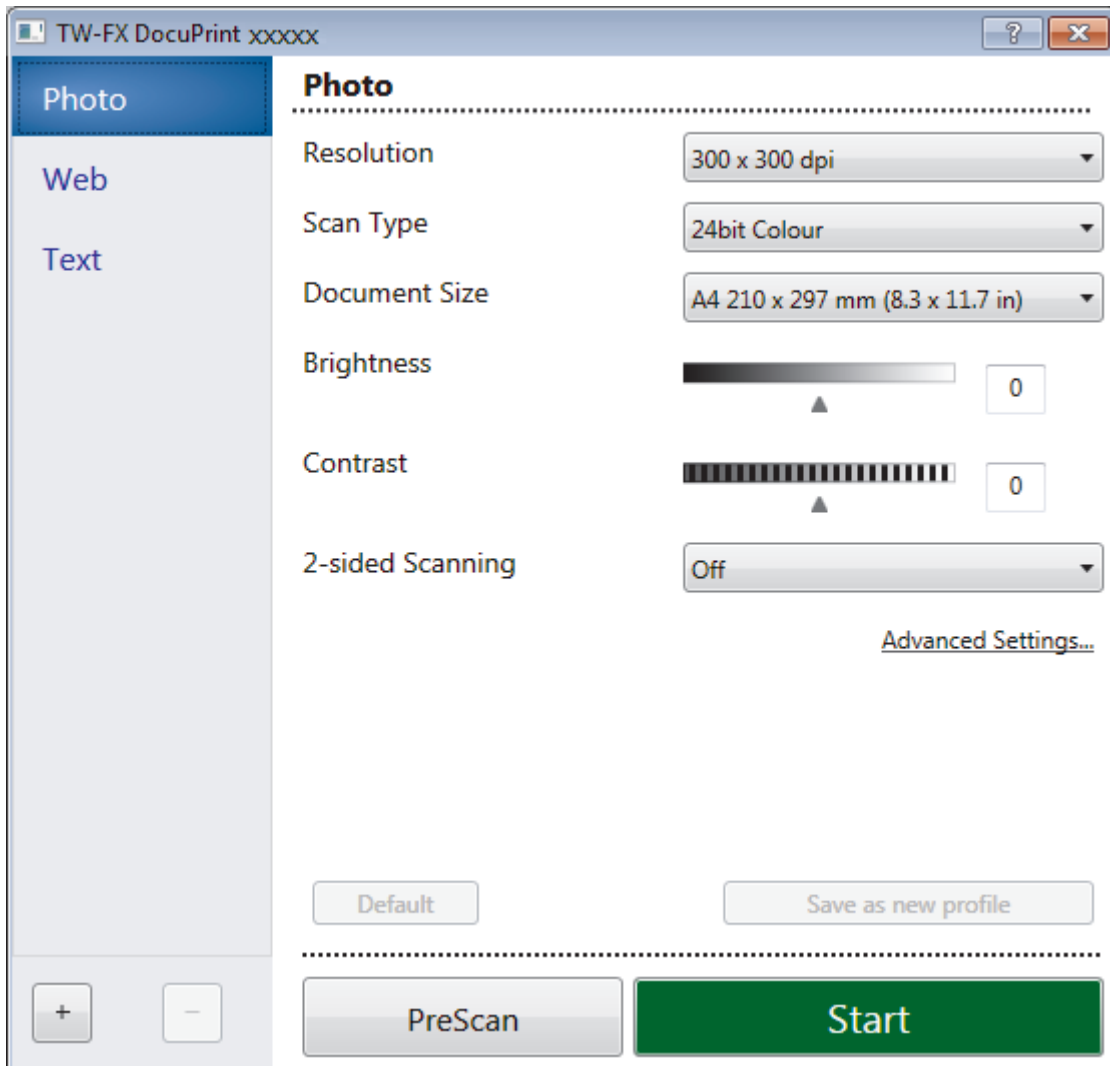 TW-FX DocuPrint xxxxx
?
Photo
Web
Text
+
−
Photo
Resolution
300 x 300 dpi
Scan Type
24bit Colour
Document Size
A4 210 x 297 mm (8.3 x 11.7 in)
Brightness
0
Contrast
0
2-sided Scanning
Off
Advanced Settings...
Default
Save as new profile
PreScan
Start